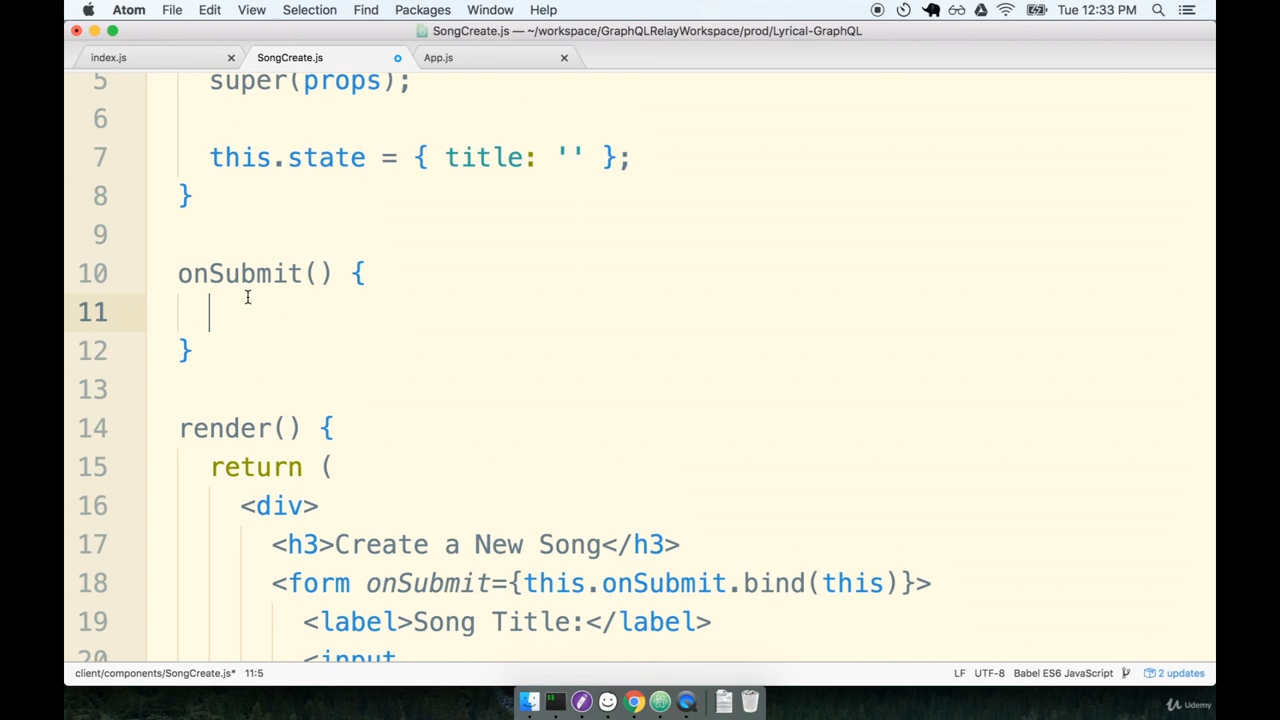 Atom File Edit View Selection Find Packages Window Help Tue 12:33 PM
SongCreate.js — ~/workspace/GraphQLRelayWorkspace/prod/Lyrical-GraphQL
index.js SongCreate.js App.js
5 super(props);
6
7 this.state = { title: '' };
8 }
9
10 onSubmit() {
11
12 }
13
14 render() {
15 return (
16 <div>
17 <h3>Create a New Song</h3>
18 <form onSubmit={this.onSubmit.bind(this)}>
19 <label>Song Title:</label>
20 <input
client/components/SongCreate.js* 11:5 LF UTF-8 Babel ES6 JavaScript 2 updates
Udemy